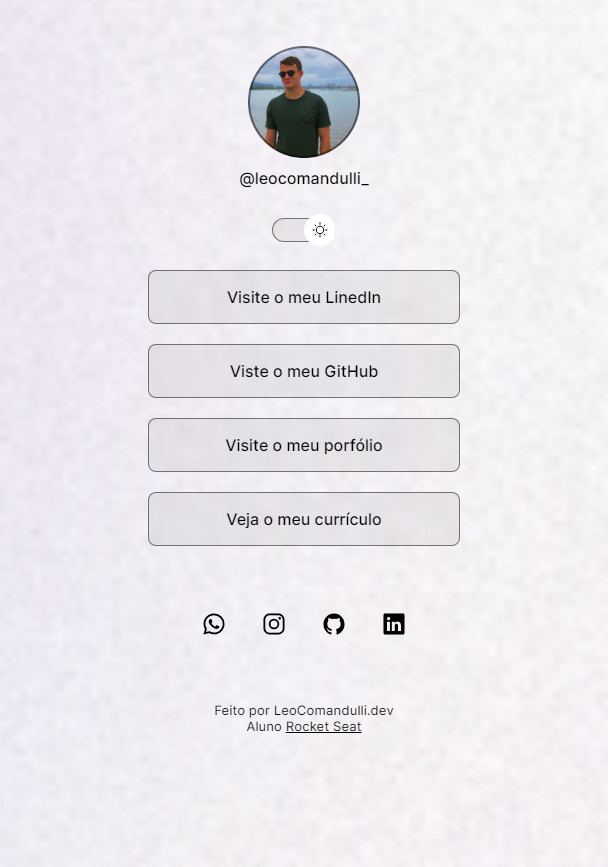 @leocomandulli_
Visite o meu LinedIn
Viste o meu GitHub
Visite o meu porfólio
Veja o meu currículo
in
Feito por LeoComandulli.dev
Aluno Rocket Seat